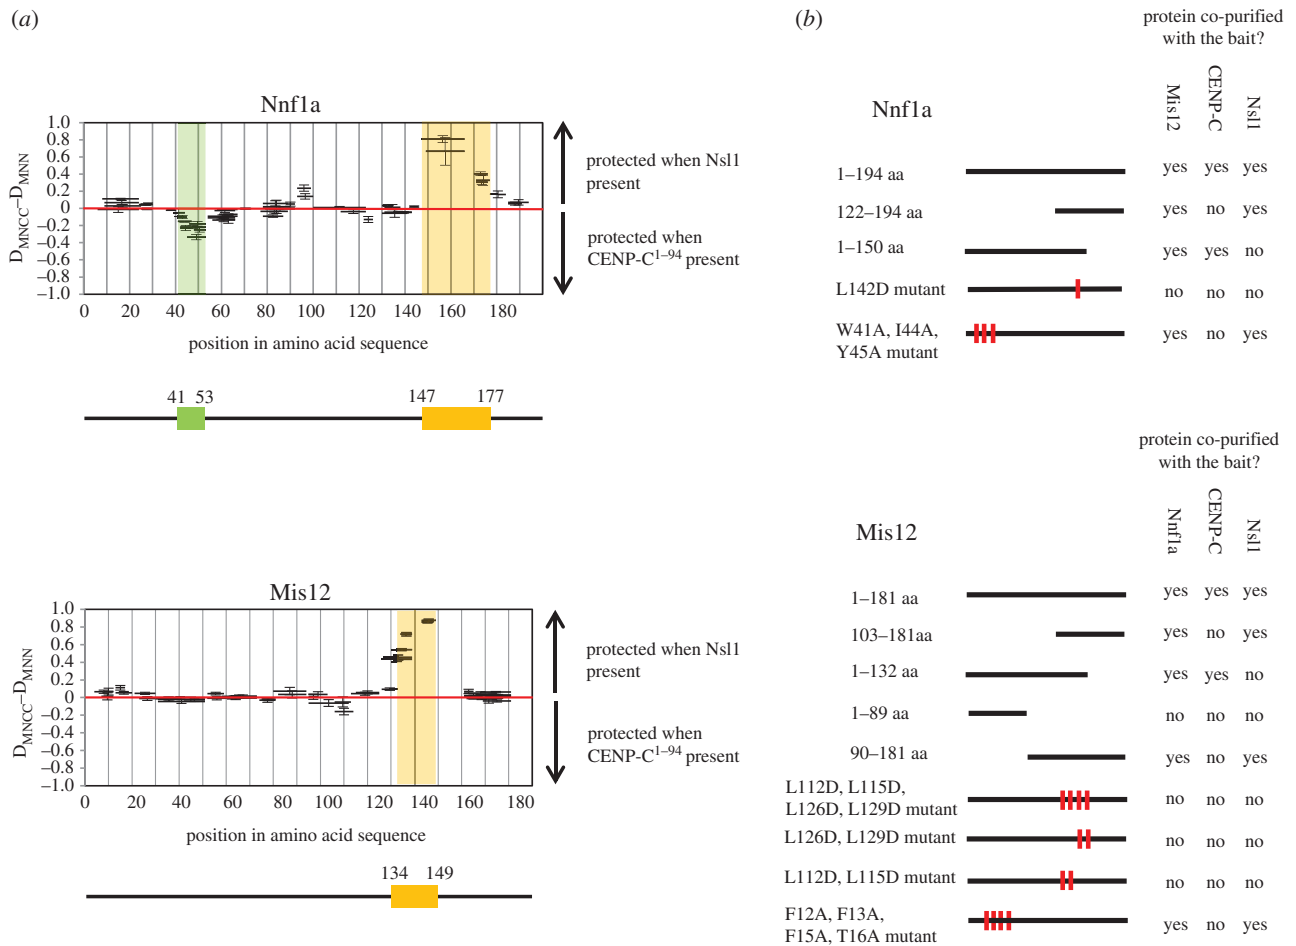 (a)
Nnf1a
1.0
0.8
0.6
0.4
0.2
0
–0.2
–0.4
–0.6
–0.8
–1.0
D_MNCC–D_MNN
0 20 40 60 80 100 120 140 160 180
position in amino acid sequence
protected when Nsl1
present
protected when
CENP-C1–94 present
41 53 147 177
Mis12
1.0
0.8
0.6
0.4
0.2
0
–0.2
–0.4
–0.6
–0.8
–1.0
D_MNCC–D_MNN
0 20 40 60 80 100 120 140 160 180
position in amino acid sequence
protected when Nsl1
present
protected when
CENP-C1–94 present
134 149
(b)
protein co-purified
with the bait?
Nnf1a
Mis12 CENP-C Nsl1
1–194 aa yes yes yes
122–194 aa yes no yes
1–150 aa yes yes no
L142D mutant no no no
W41A, I44A,
Y45A mutant yes no yes
protein co-purified
with the bait?
Mis12
Nnf1a CENP-C Nsl1
1–181 aa yes yes yes
103–181aa yes no yes
1–132 aa yes yes no
1–89 aa no no no
90–181 aa yes no yes
L112D, L115D,
L126D, L129D mutant no no no
L126D, L129D mutant no no no
L112D, L115D mutant no no no
F12A, F13A,
F15A, T16A mutant yes no yes